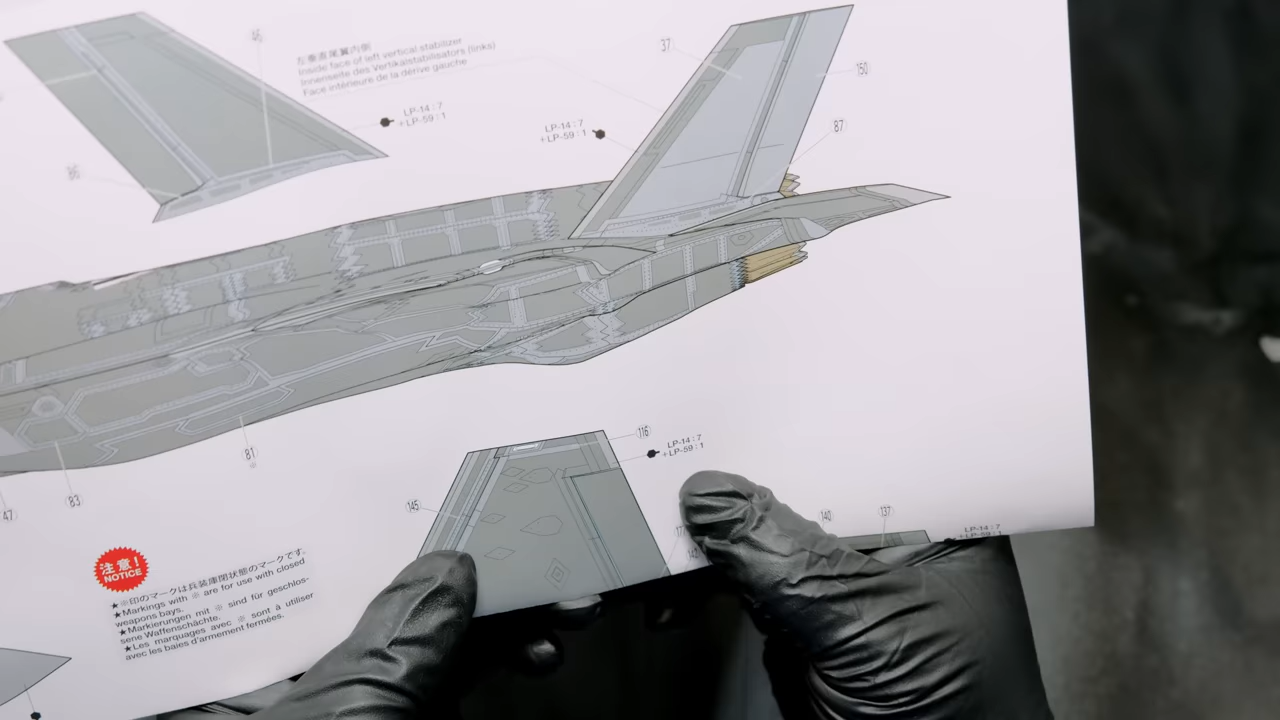 46
左垂直尾翼内側
Inside face of left vertical stabilizer
Innenseite des Vertikalstabilisators (links)
Face intérieure de la dérive gauche
LP-14 : 7
+LP-59 : 1
37
150
LP-14 : 7
+LP-59 : 1
87
86
81
※
83
47
116
LP-14 : 7
+LP-59 : 1
145
140
137
LP-14 : 7
+LP-59 : 1
注意!
NOTICE
★※印のマークは兵装庫閉状態のマークです。
★Markings with ※ are for use with closed
weapons bays.
★Markierungen mit ※ sind für geschlos-
sene Waffenschächte.
★Les marquages avec ※ sont à utiliser
avec les baies d'armement fermées.